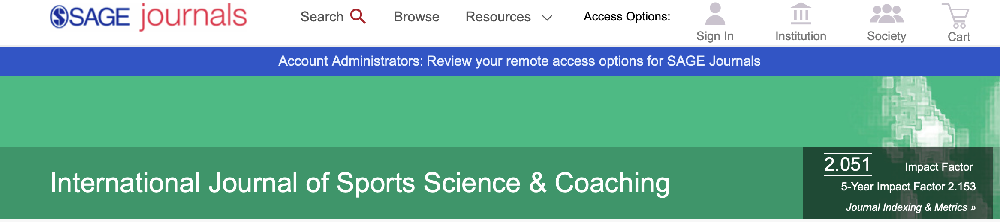 SAGE journals
Search Browse Resources Access Options:
Sign In Institution Society Cart
Account Administrators: Review your remote access options for SAGE Journals
International Journal of Sports Science & Coaching
2.051 Impact Factor
5-Year Impact Factor 2.153
Journal Indexing & Metrics »